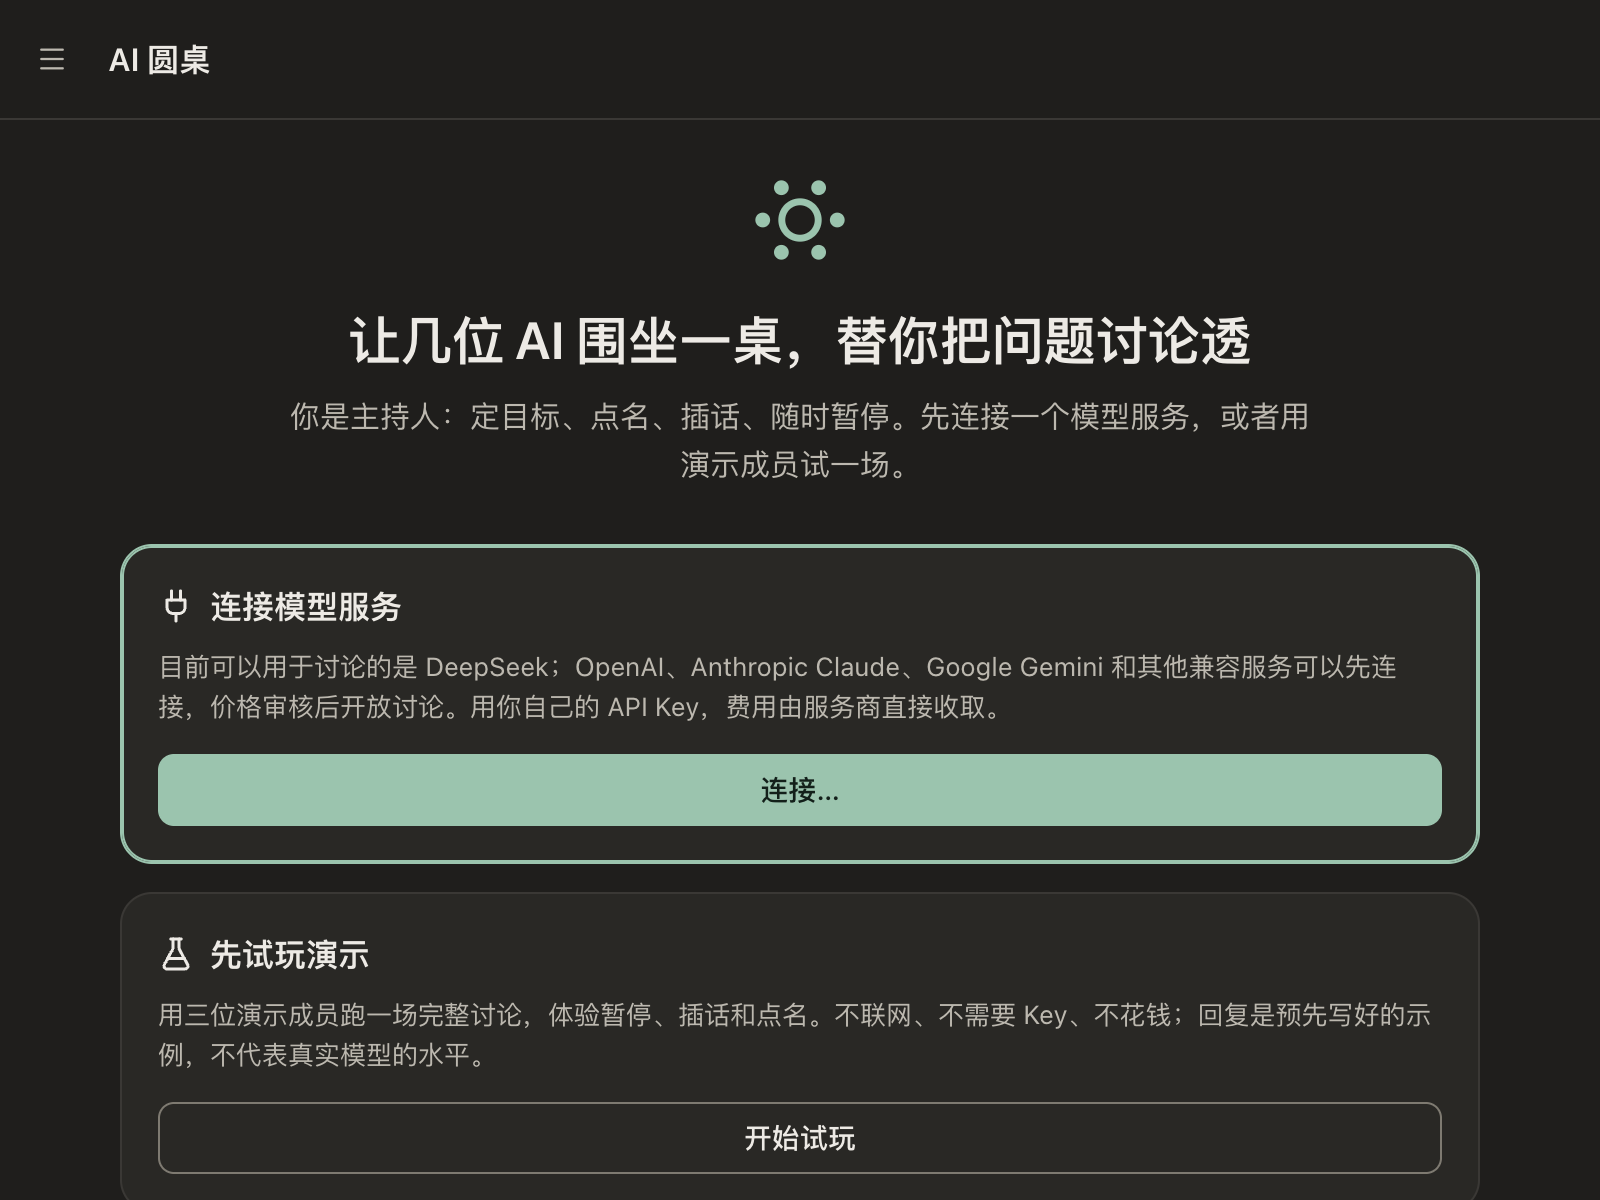 AI 圆桌
让几位 AI 围坐一桌，替你把问题讨论透
你是主持人：定目标、点名、插话、随时暂停。先连接一个模型服务，或者用
演示成员试一场。
连接模型服务
目前可以用于讨论的是 DeepSeek；OpenAI、Anthropic Claude、Google Gemini 和其他兼容服务可以先连
接，价格审核后开放讨论。用你自己的 API Key，费用由服务商直接收取。
连接...
先试玩演示
用三位演示成员跑一场完整讨论，体验暂停、插话和点名。不联网、不需要 Key、不花钱；回复是预先写好的示
例，不代表真实模型的水平。
开始试玩